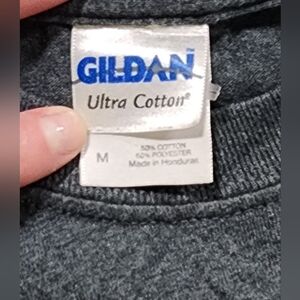 GILDAN
Ultra Cotton®
M
50% COTTON
50% POLYESTER
Made in Honduras